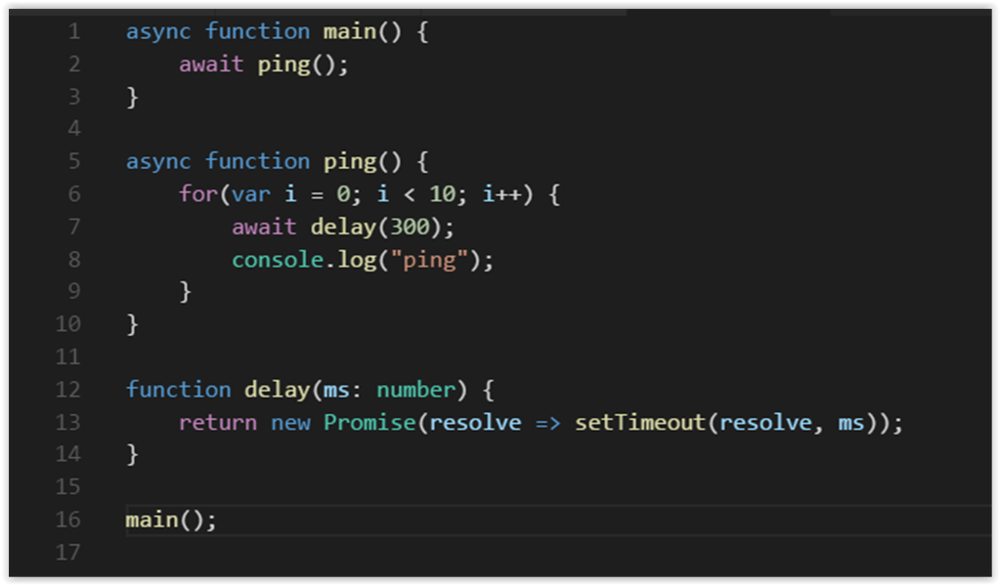 1 async function main() {
2     await ping();
3 }
4
5 async function ping() {
6     for(var i = 0; i < 10; i++) {
7         await delay(300);
8         console.log("ping");
9     }
10 }
11
12 function delay(ms: number) {
13     return new Promise(resolve => setTimeout(resolve, ms));
14 }
15
16 main();
17